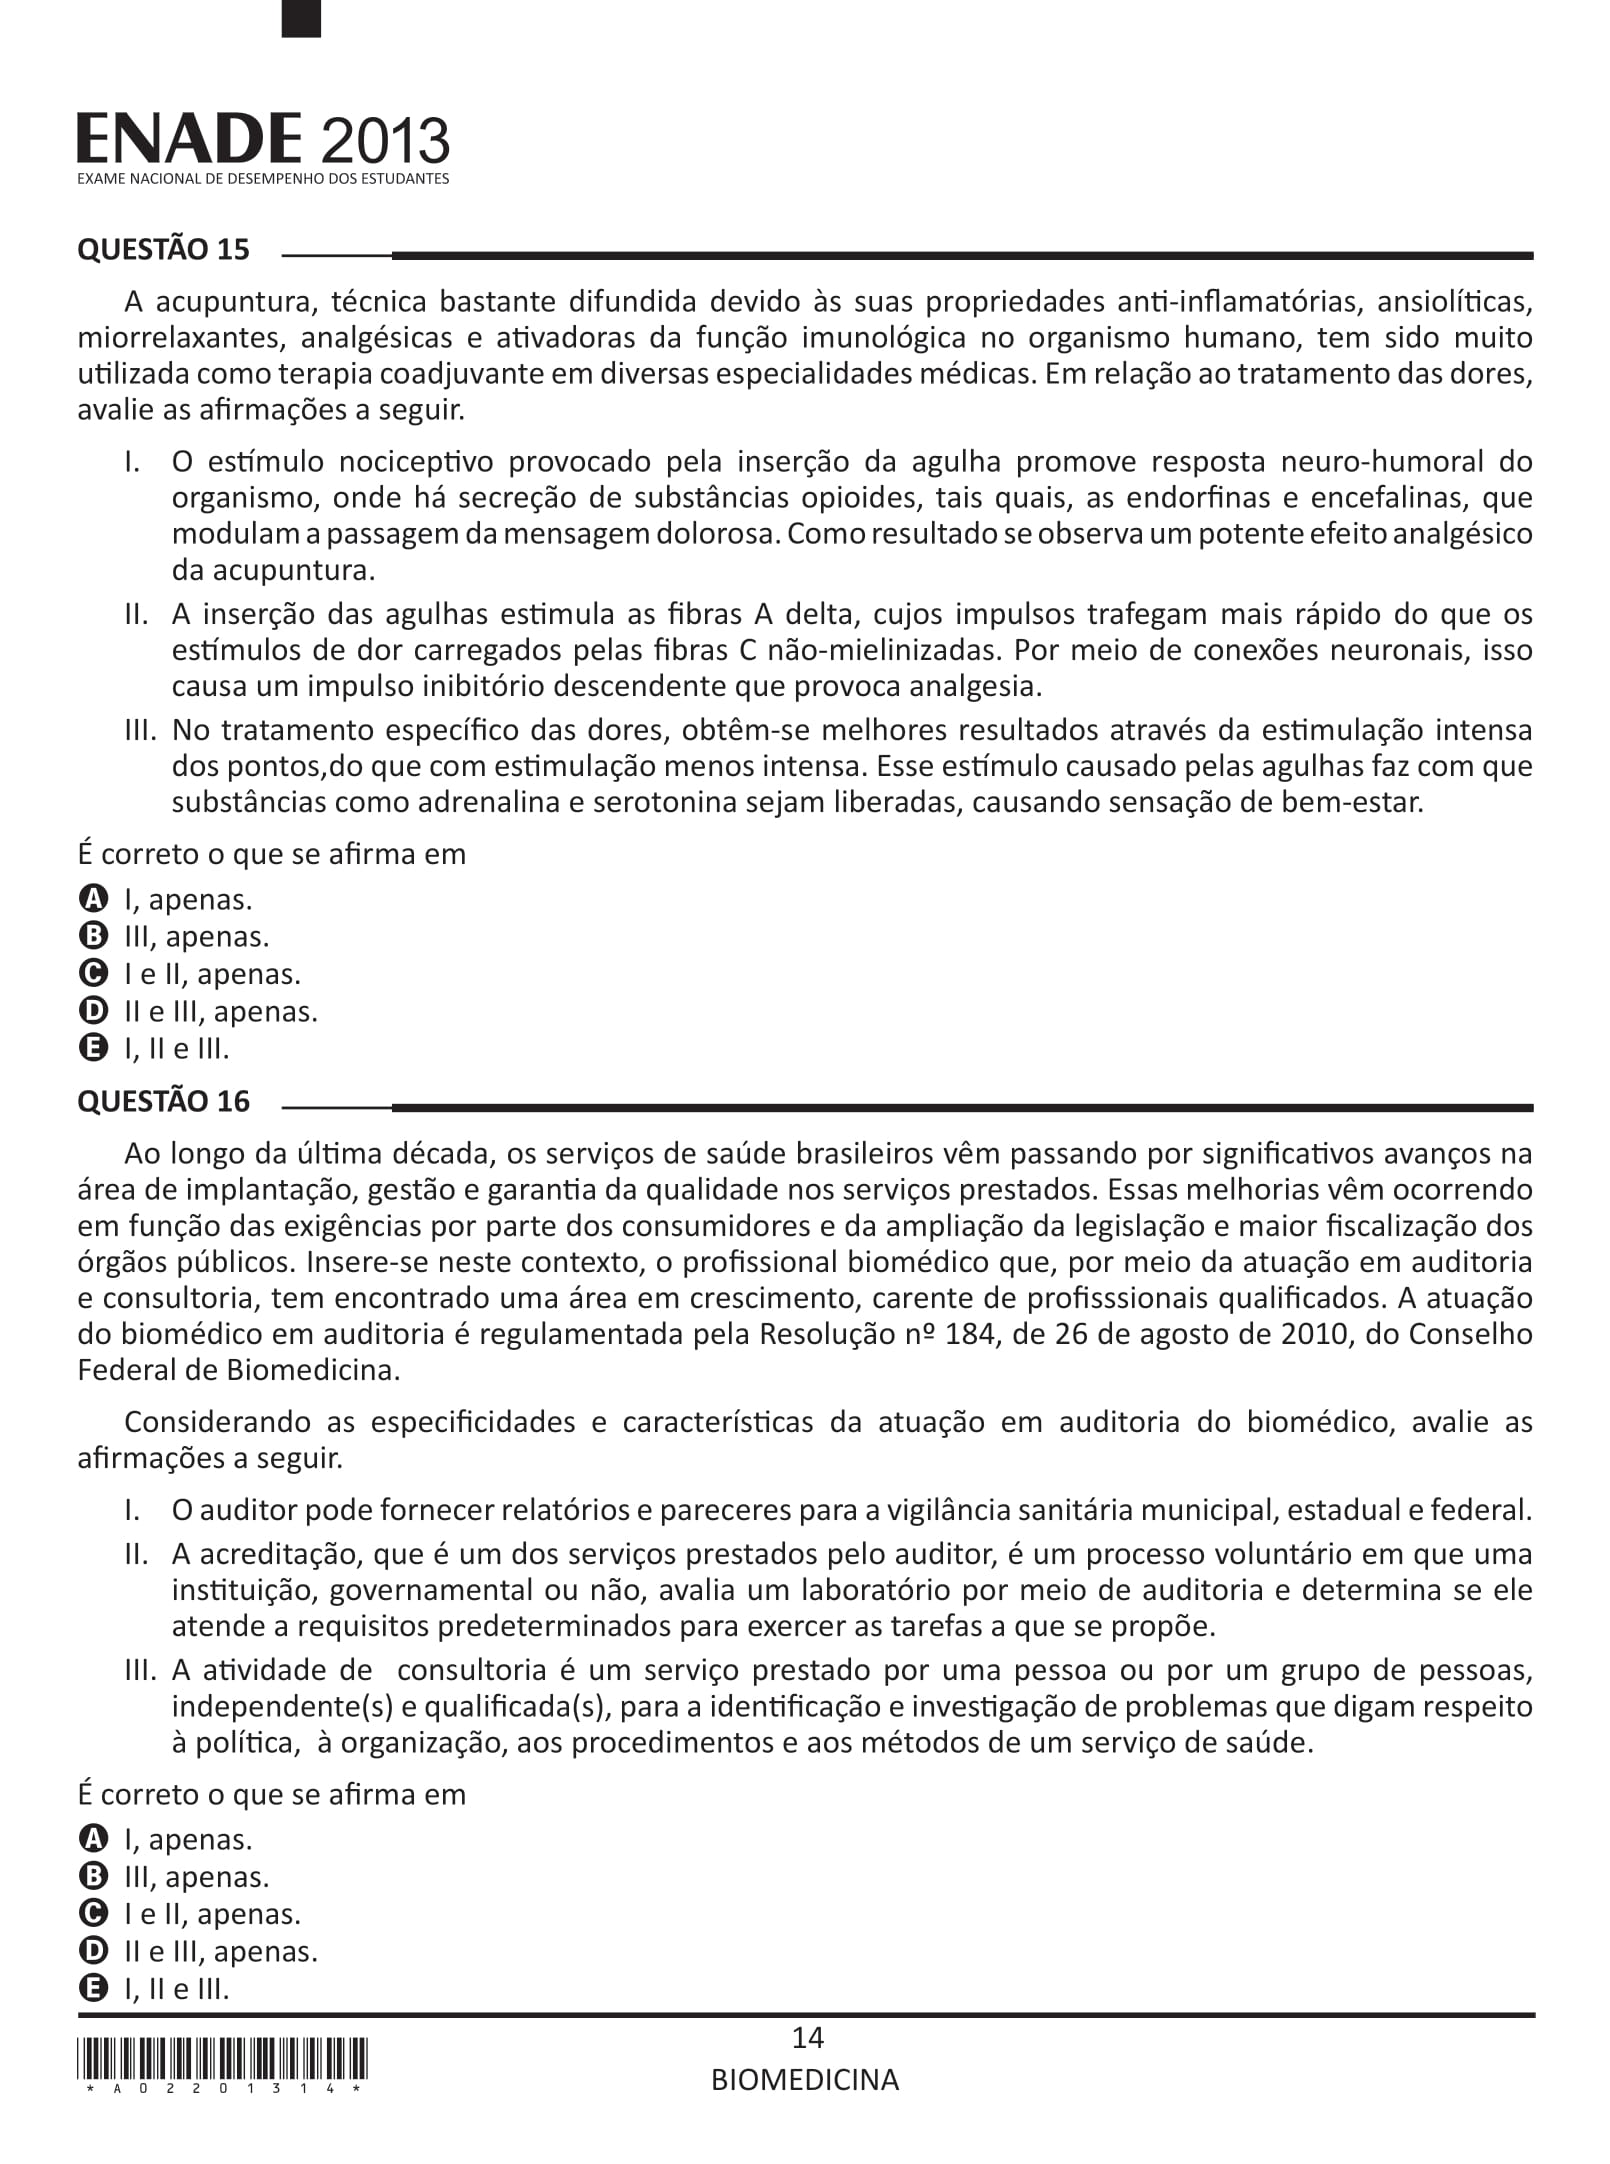 ENADE 2013
EXAME NACIONAL DE DESEMPENHO DOS ESTUDANTES
QUESTÃO 15
A acupuntura, técnica bastante difundida devido às suas propriedades anti-inflamatórias, ansiolíticas,
miorrelaxantes, analgésicas e ativadoras da função imunológica no organismo humano, tem sido muito
utilizada como terapia coadjuvante em diversas especialidades médicas. Em relação ao tratamento das dores,
avalie as afirmações a seguir.
I. O estímulo nociceptivo provocado pela inserção da agulha promove resposta neuro-humoral do
organismo, onde há secreção de substâncias opioides, tais quais, as endorfinas e encefalinas, que
modulam a passagem da mensagem dolorosa. Como resultado se observa um potente efeito analgésico
da acupuntura.
II. A inserção das agulhas estimula as fibras A delta, cujos impulsos trafegam mais rápido do que os
estímulos de dor carregados pelas fibras C não-mielinizadas. Por meio de conexões neuronais, isso
causa um impulso inibitório descendente que provoca analgesia.
III. No tratamento específico das dores, obtêm-se melhores resultados através da estimulação intensa
dos pontos,do que com estimulação menos intensa. Esse estímulo causado pelas agulhas faz com que
substâncias como adrenalina e serotonina sejam liberadas, causando sensação de bem-estar.
É correto o que se afirma em
A I, apenas.
B III, apenas.
C I e II, apenas.
D II e III, apenas.
E I, II e III.
QUESTÃO 16
Ao longo da última década, os serviços de saúde brasileiros vêm passando por significativos avanços na
área de implantação, gestão e garantia da qualidade nos serviços prestados. Essas melhorias vêm ocorrendo
em função das exigências por parte dos consumidores e da ampliação da legislação e maior fiscalização dos
órgãos públicos. Insere-se neste contexto, o profissional biomédico que, por meio da atuação em auditoria
e consultoria, tem encontrado uma área em crescimento, carente de profisssionais qualificados. A atuação
do biomédico em auditoria é regulamentada pela Resolução nº 184, de 26 de agosto de 2010, do Conselho
Federal de Biomedicina.
Considerando as especificidades e características da atuação em auditoria do biomédico, avalie as
afirmações a seguir.
I. O auditor pode fornecer relatórios e pareceres para a vigilância sanitária municipal, estadual e federal.
II. A acreditação, que é um dos serviços prestados pelo auditor, é um processo voluntário em que uma
instituição, governamental ou não, avalia um laboratório por meio de auditoria e determina se ele
atende a requisitos predeterminados para exercer as tarefas a que se propõe.
III. A atividade de consultoria é um serviço prestado por uma pessoa ou por um grupo de pessoas,
independente(s) e qualificada(s), para a identificação e investigação de problemas que digam respeito
à política, à organização, aos procedimentos e aos métodos de um serviço de saúde.
É correto o que se afirma em
A I, apenas.
B III, apenas.
C I e II, apenas.
D II e III, apenas.
E I, II e III.
14
BIOMEDICINA
*A02201314*